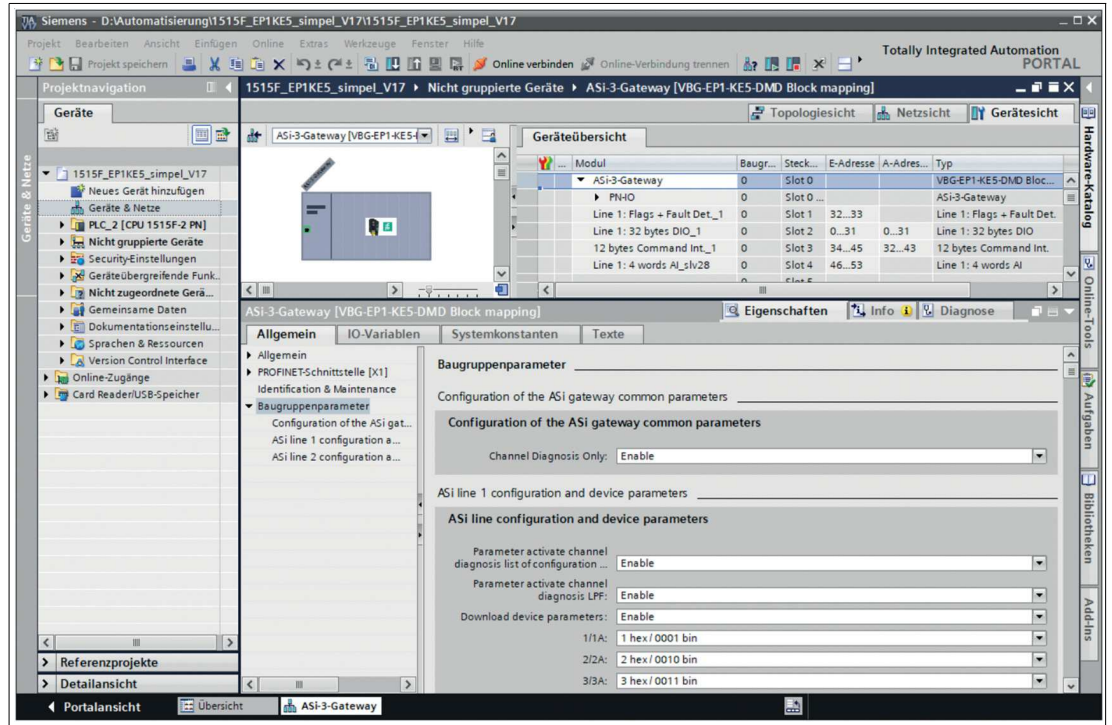 Siemens - D:\Automatisierung\1515F_EP1KE5_simpel_V17\1515F_EP1KE5_simpel_V17
Projekt Bearbeiten Ansicht Einfügen Online Extras Werkzeuge Fenster Hilfe
Projekt speichern Online verbinden Online-Verbindung trennen
Totally Integrated Automation
PORTAL
Projektnavigation
1515F_EP1KE5_simpel_V17 Nicht gruppierte Geräte ASi-3-Gateway [VBG-EP1-KE5-DMD Block mapping]
Geräte
Topologiesicht Netzsicht Gerätesicht
Geräte & Netze
1515F_EP1KE5_simpel_V17
Neues Gerät hinzufügen
Geräte & Netze
PLC_2 [CPU 1515F-2 PN]
Nicht gruppierte Geräte
Security-Einstellungen
Geräteübergreifende Funk..
Nicht zugeordnete Gerä...
Gemeinsame Daten
Dokumentationseinstellu...
Sprachen & Ressourcen
Version Control Interface
Online-Zugänge
Card Reader/USB-Speicher
Referenzprojekte
Detailansicht
ASi-3-Gateway [VBG-EP1-KE5-
Geräteübersicht
... Modul Baugr... Steck... E-Adresse A-Adres... Typ
ASi-3-Gateway 0 Slot 0 VBG-EP1-KE5-DMD Bloc...
PN-IO 0 Slot 0 ... ASi-3-Gateway
Line 1: Flags + Fault Det._1 0 Slot 1 32...33 Line 1: Flags + Fault Det.
Line 1: 32 bytes DIO_1 0 Slot 2 0...31 0...31 Line 1: 32 bytes DIO
12 bytes Command Int._1 0 Slot 3 34...45 32...43 12 bytes Command Int.
Line 1: 4 words AI_slv28 0 Slot 4 46...53 Line 1: 4 words AI
0 Slot 5
ASi-3-Gateway [VBG-EP1-KE5-DMD Block mapping]
Eigenschaften Info Diagnose
Allgemein IO-Variablen Systemkonstanten Texte
Allgemein
PROFINET-Schnittstelle [X1]
Identification & Maintenance
Baugruppenparameter
Configuration of the ASi gat...
ASi line 1 configuration a...
ASi line 2 configuration a...
Baugruppenparameter
Configuration of the ASi gateway common parameters
Configuration of the ASi gateway common parameters
Channel Diagnosis Only: Enable
ASi line 1 configuration and device parameters
ASi line configuration and device parameters
Parameter activate channel
diagnosis list of configuration ... Enable
Parameter activate channel
diagnosis LPF: Enable
Download device parameters: Enable
1/1A: 1 hex / 0001 bin
2/2A: 2 hex / 0010 bin
3/3A: 3 hex / 0011 bin
Hardware-Katalog
Online-Tools
Aufgaben
Bibliotheken
Add-Ins
Portalansicht Übersicht ASi-3-Gateway